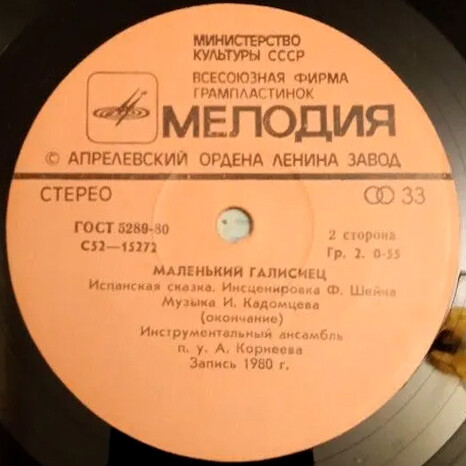 МИНИСТЕРСТВО
КУЛЬТУРЫ СССР
ВСЕСОЮЗНАЯ ФИРМА
ГРАМПЛАСТИНОК
МЕЛОДИЯ
© АПРЕЛЕВСКИЙ ОРДЕНА ЛЕНИНА ЗАВОД
СТЕРЕО 33
ГОСТ 5289-80
С52—15272
2 сторона
Гр. 2. 0-55
МАЛЕНЬКИЙ ГАЛИСИЕЦ
Испанская сказка. Инсценировка Ф. Шейна
Музыка И. Кадомцева
(окончание)
Инструментальный ансамбль
п. у. А. Корнеева
Запись 1980 г.